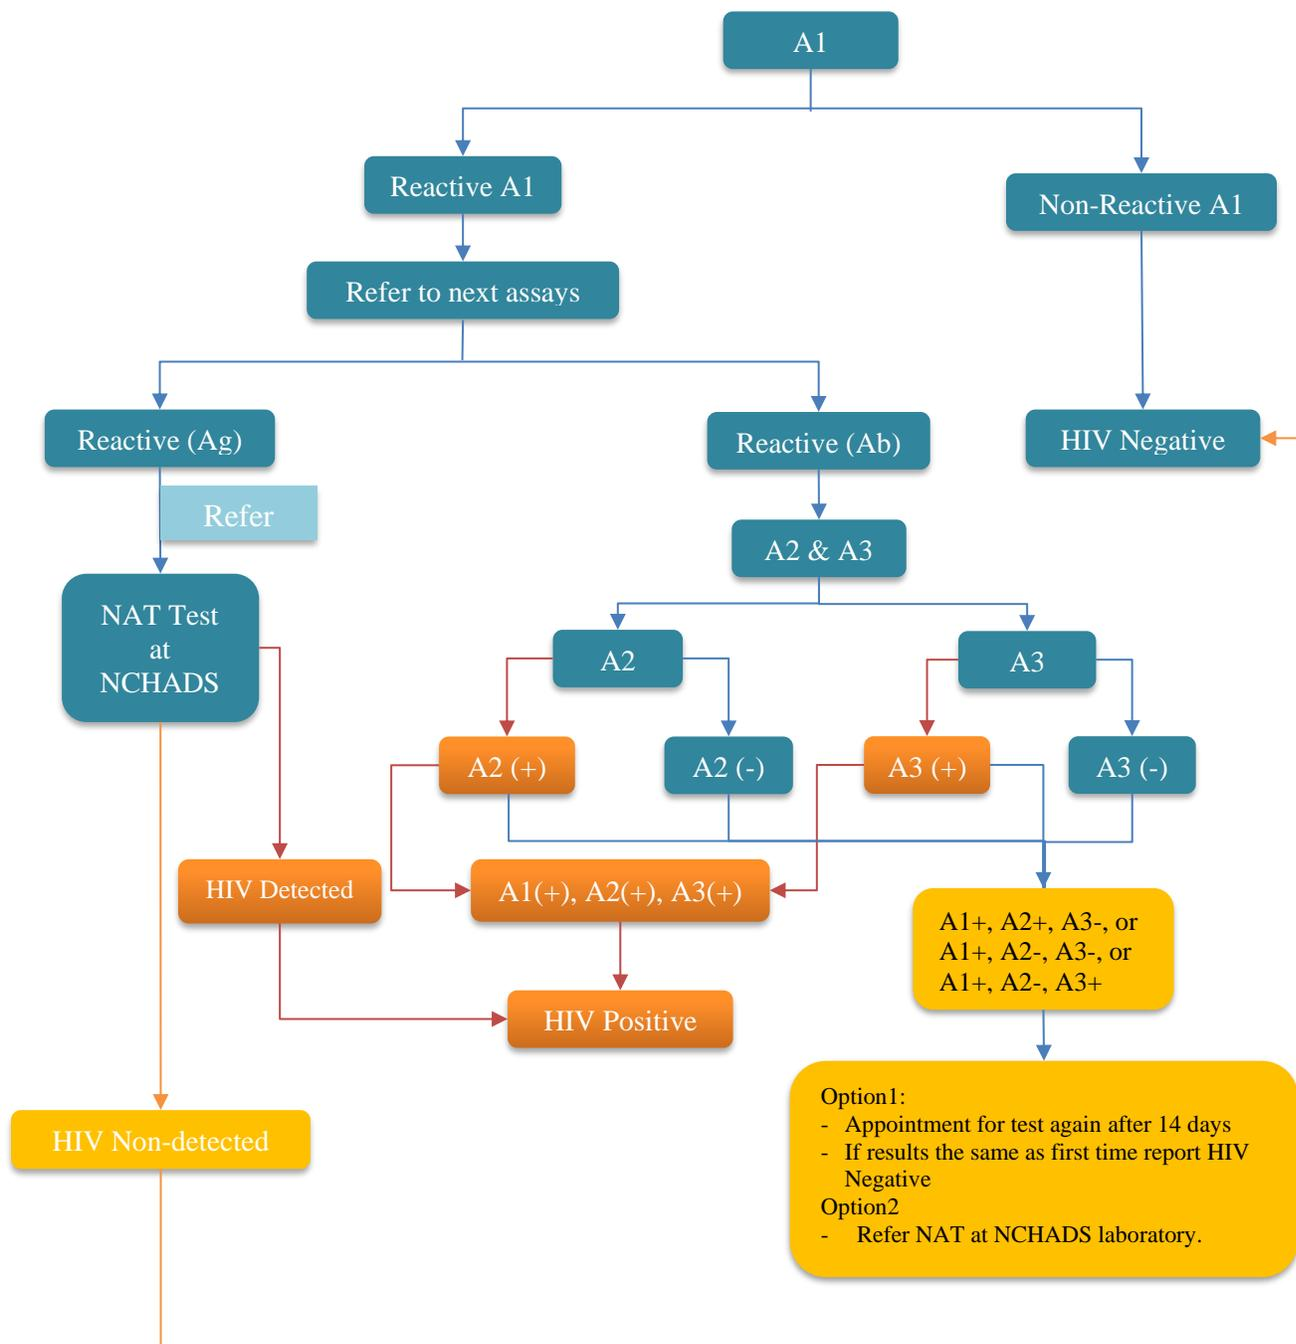 A1
Reactive A1
Non-Reactive A1
Refer to next assays
Reactive (Ag)
Reactive (Ab)
HIV Negative
Refer
A2 & A3
NAT Test
at
NCHADS
A2
A3
A2 (+)
A2 (-)
A3 (+)
A3 (-)
HIV Detected
A1(+), A2(+), A3(+)
A1+, A2+, A3-, or
A1+, A2-, A3-, or
A1+, A2-, A3+
HIV Positive
HIV Non-detected
Option1:
- Appointment for test again after 14 days
- If results the same as first time report HIV
Negative
Option2
- Refer NAT at NCHADS laboratory.